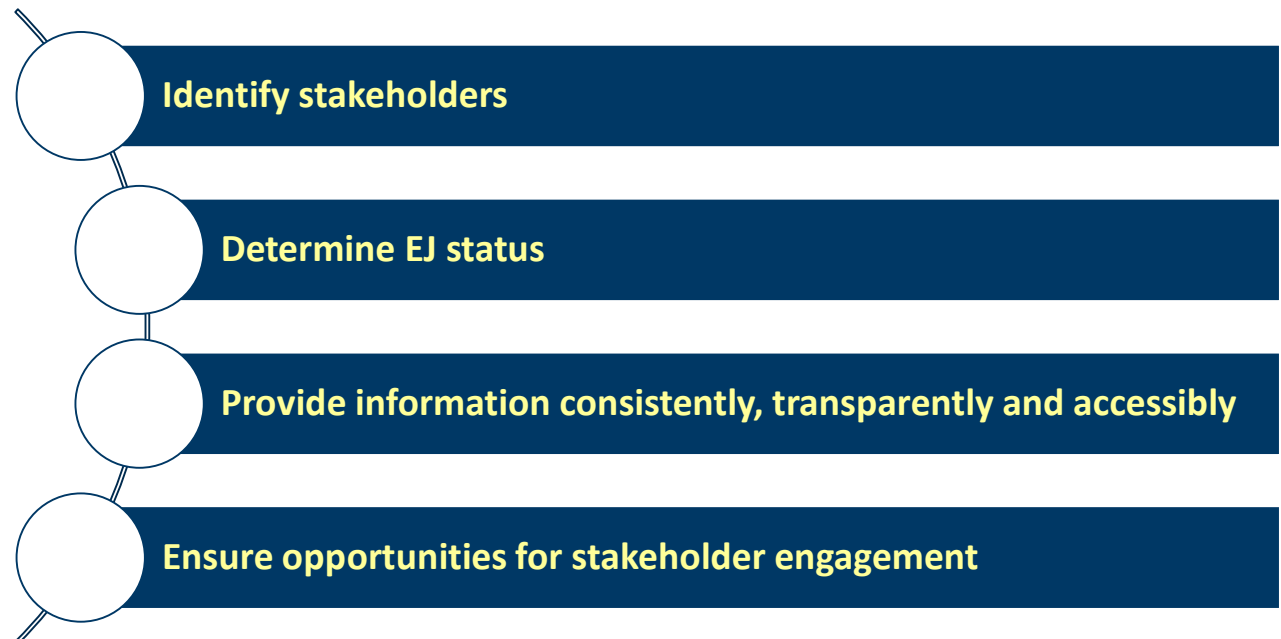 Identify stakeholders
Determine EJ status
Provide information consistently, transparently and accessibly
Ensure opportunities for stakeholder engagement